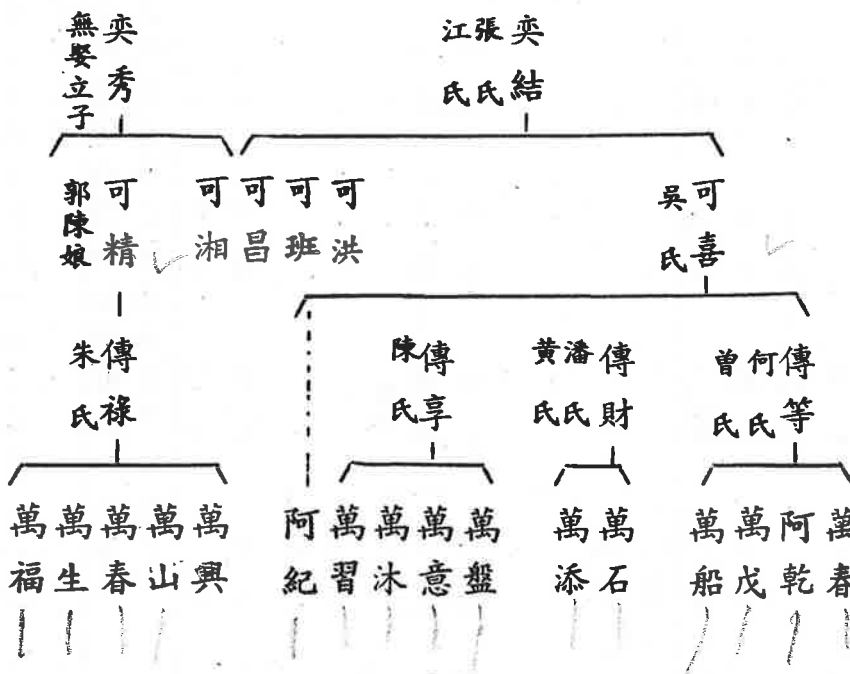 奕結
張氏
江氏
奕秀
無娶立子
可喜
吳氏
可洪
可班
可昌
可湘
可精
郭陳娘
傳等
何氏
曾氏
傳財
潘氏
黃氏
傳享
陳氏
傳祿
朱氏
萬春
阿乾
萬戊
萬船
萬石
萬添
萬盤
萬意
萬沐
萬習
阿紀
萬興
萬山
萬春
萬生
萬福